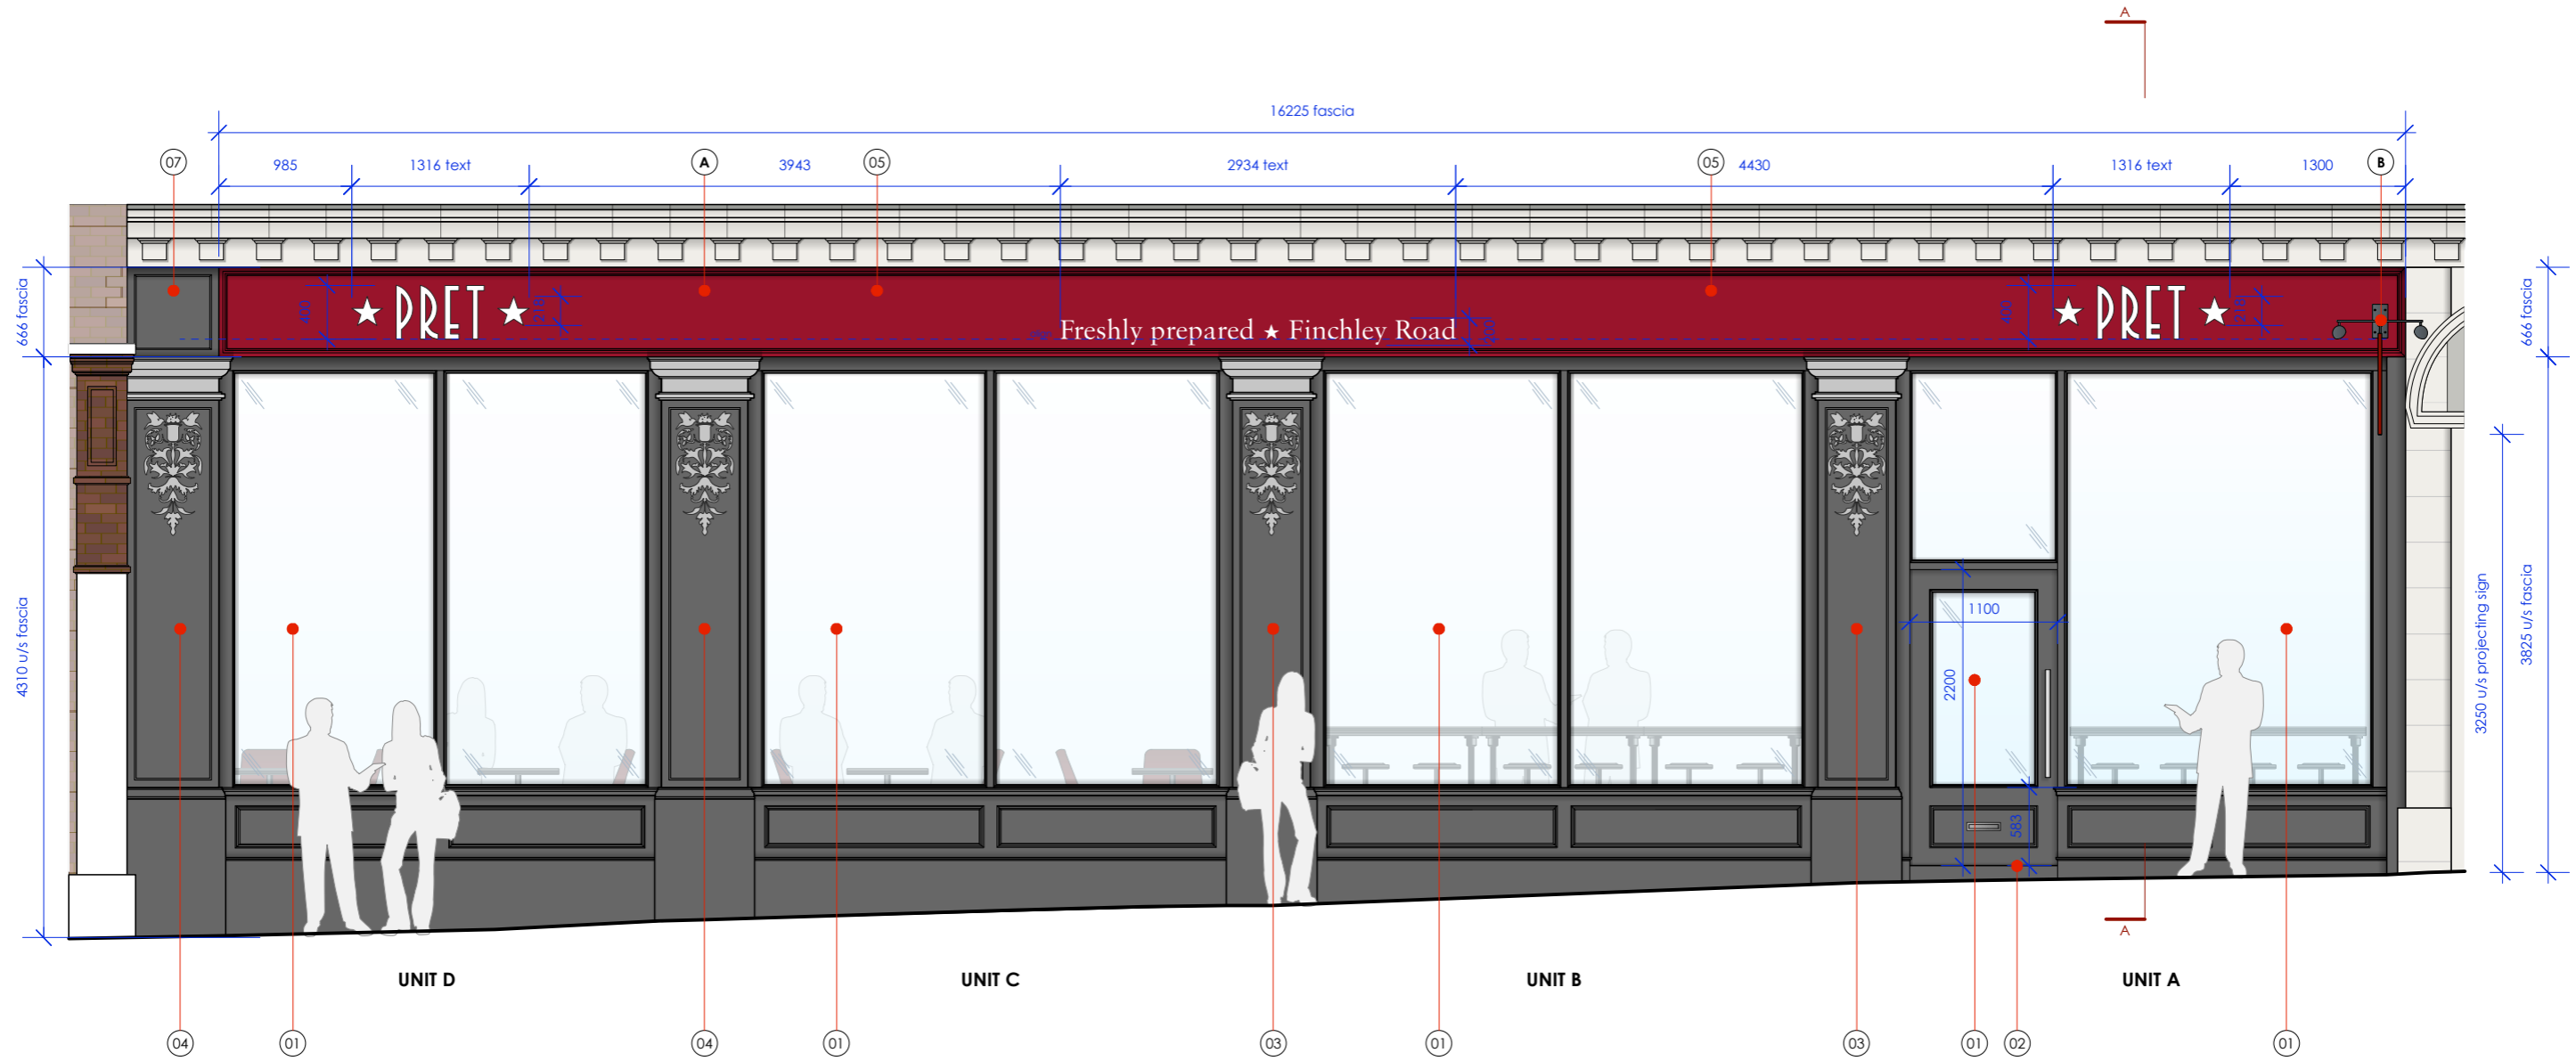 A
16225 fascia
07
985
1316 text
A
3943
05
2934 text
05
4430
1316 text
1300
B
666 fascia
400
★ PRET ★
218
Freshly prepared ★ Finchley Road
200
400
★ PRET ★
218
666 fascia
4310 u/s fascia
1100
2200
583
3250 u/s projecting sign
3825 u/s fascia
A
UNIT D
UNIT C
UNIT B
UNIT A
04
01
04
01
03
01
03
01
02
01